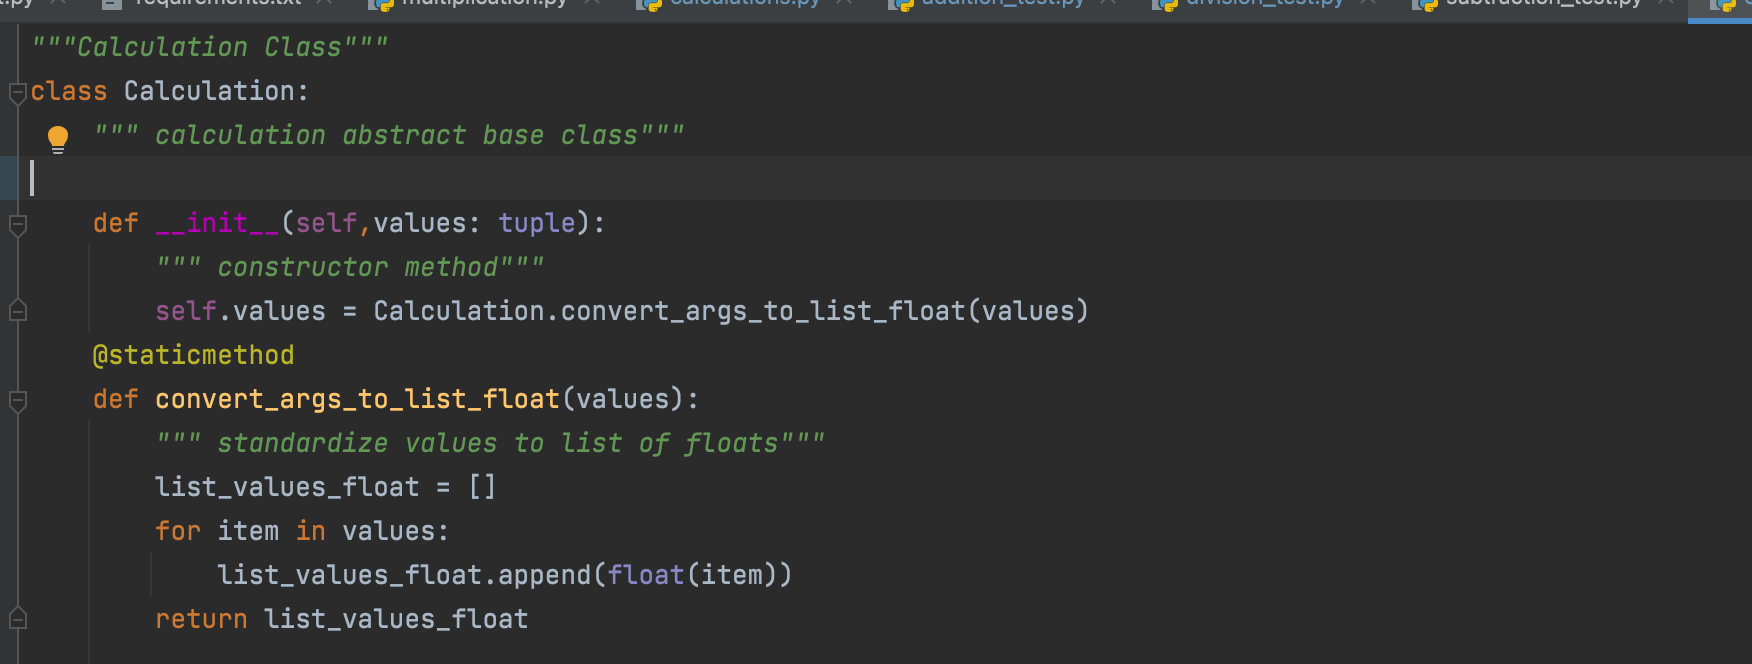 .py requirements.txt multiplication.py calculations.py addition_test.py division_test.py subtraction_test.py
"""Calculation Class"""
class Calculation:
    """ calculation abstract base class"""
    def __init__(self,values: tuple):
        """ constructor method"""
        self.values = Calculation.convert_args_to_list_float(values)
    @staticmethod
    def convert_args_to_list_float(values):
        """ standardize values to list of floats"""
        list_values_float = []
        for item in values:
            list_values_float.append(float(item))
        return list_values_float